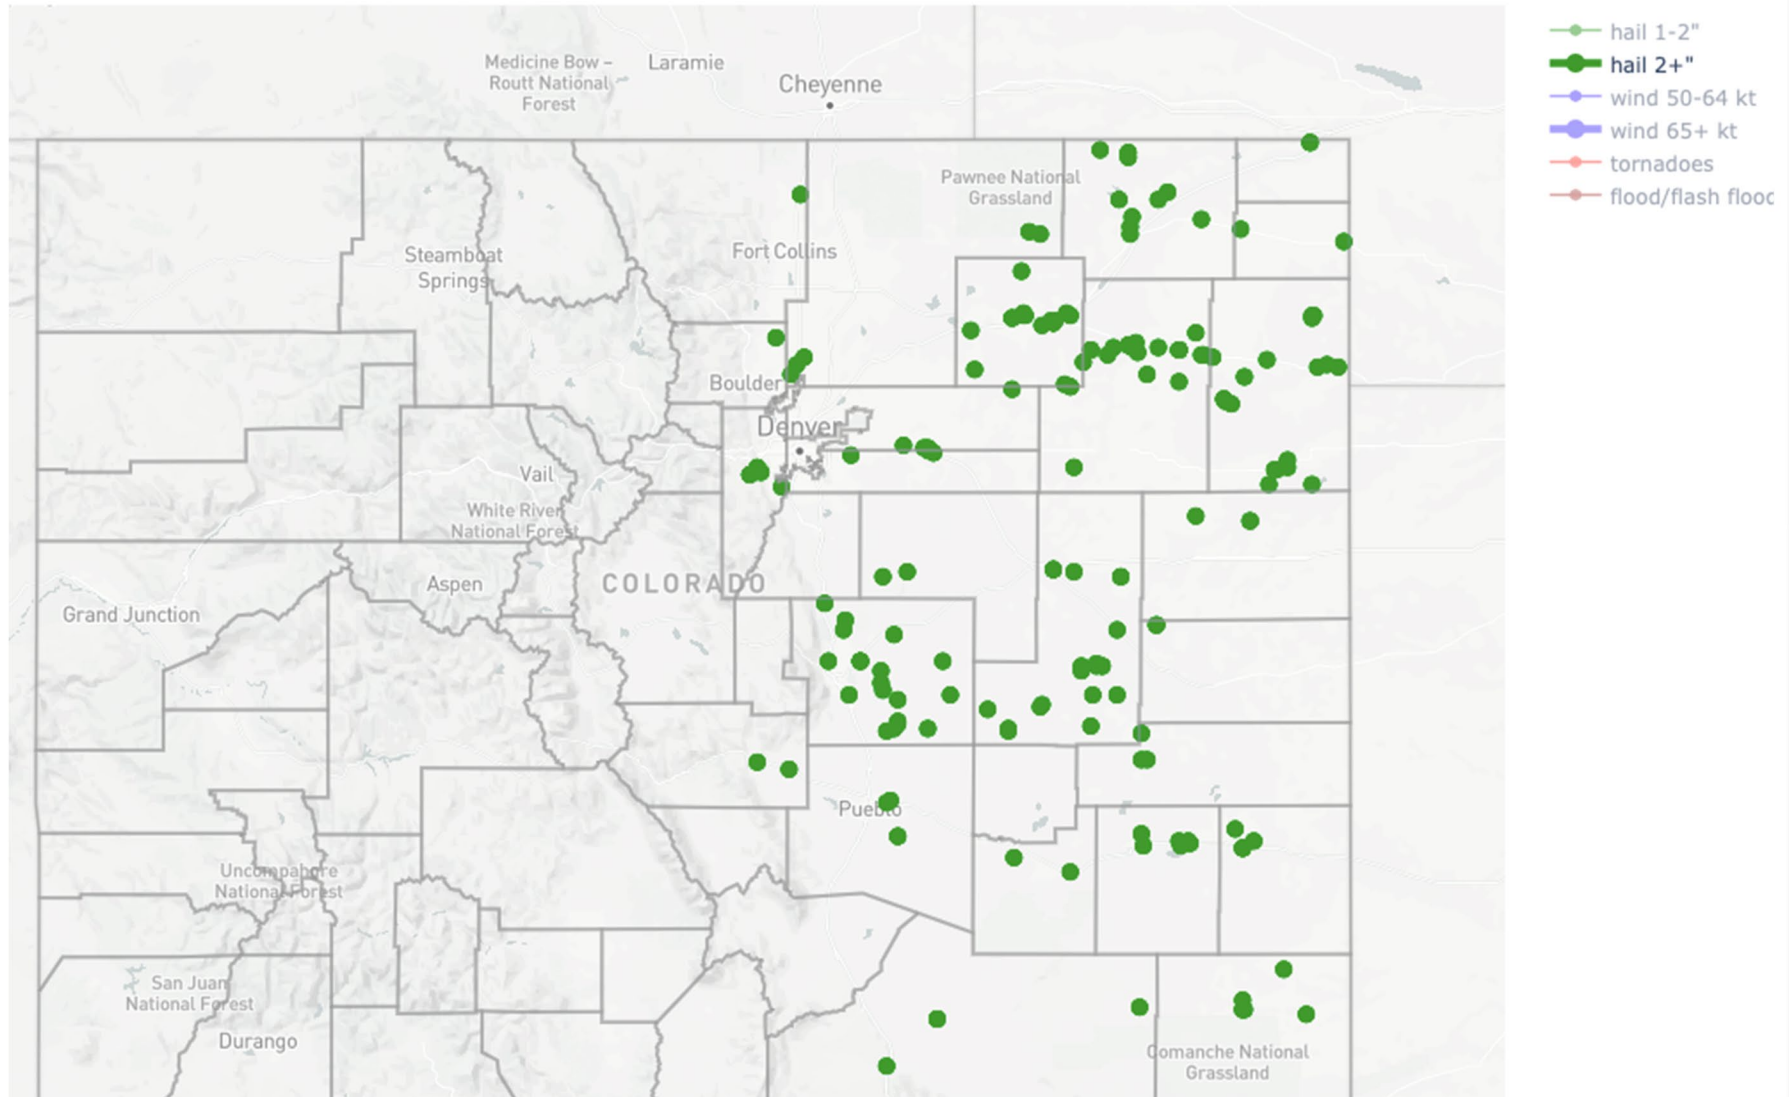 Medicine Bow –
Routt National
Forest
Laramie
Cheyenne
Pawnee National
Grassland
Steamboat
Springs
Fort Collins
Boulder
Denver
Vail
White River
National Forest
COLORADO
Aspen
Grand Junction
Pueblo
Uncompahgre
National Forest
San Juan
National Forest
Durango
Comanche National
Grassland
hail 1-2"
hail 2+"
wind 50-64 kt
wind 65+ kt
tornadoes
flood/flash flood